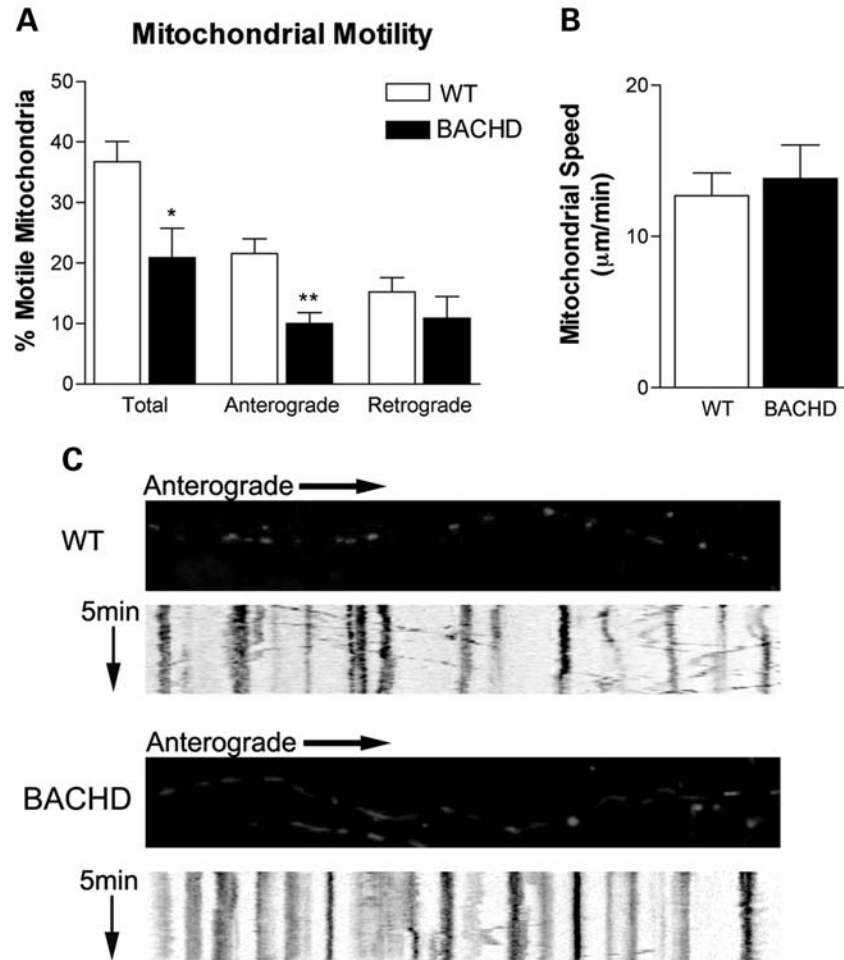 A
Mitochondrial Motility
% Motile Mitochondria
50
40
30
20
10
0
WT
BACHD
*
**
Total
Anterograde
Retrograde
B
Mitochondrial Speed
(μm/min)
20
10
0
WT
BACHD
C
Anterograde
WT
5min
Anterograde
BACHD
5min